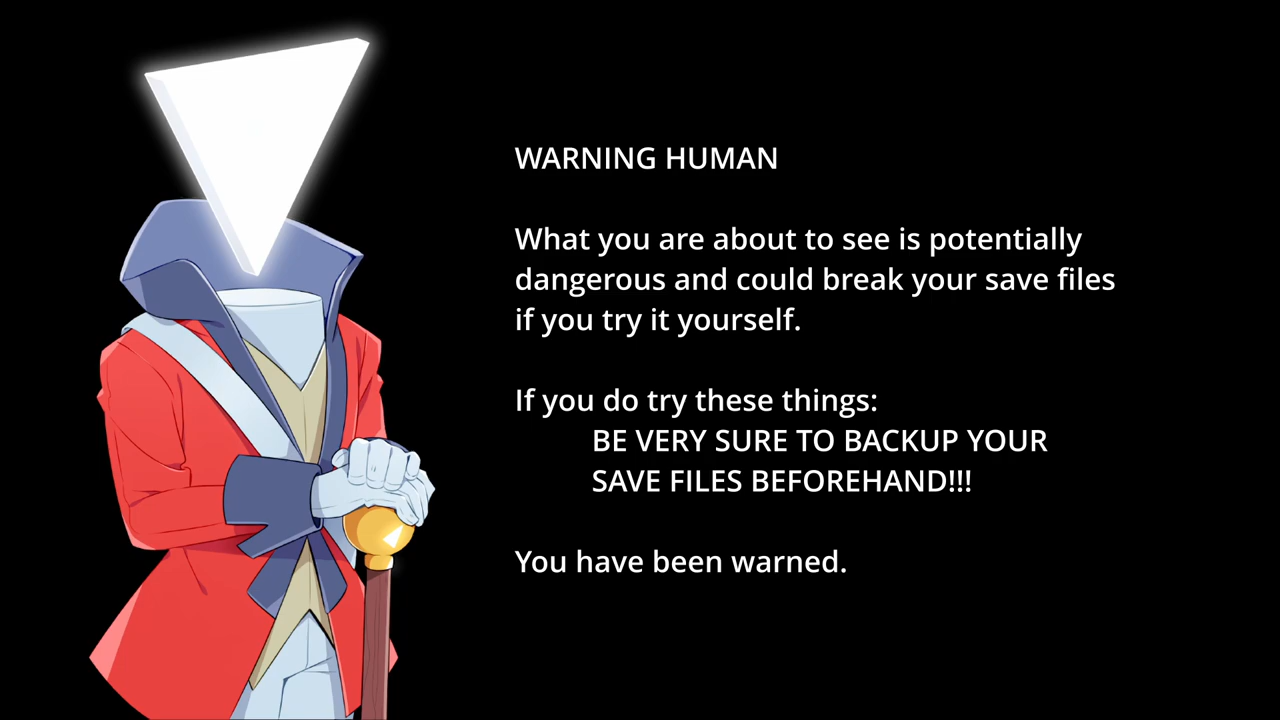 WARNING HUMAN
What you are about to see is potentially
dangerous and could break your save files
if you try it yourself.
If you do try these things:
BE VERY SURE TO BACKUP YOUR
SAVE FILES BEFOREHAND!!!
You have been warned.